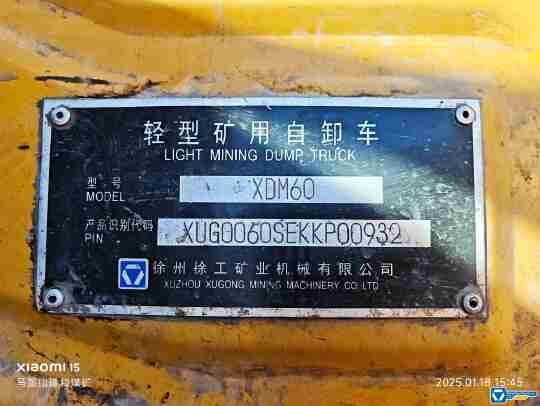 轻型矿用自卸车
LIGHT MINING DUMP TRUCK
型号
MODEL
XDM60
产品识别代码
PIN
XUG0060SEKKP00932
徐州徐工矿业机械有限公司
XUZHOU XUGONG MINING MACHINERY CO LTD
xiaomi 15
2025.01.18 15:45